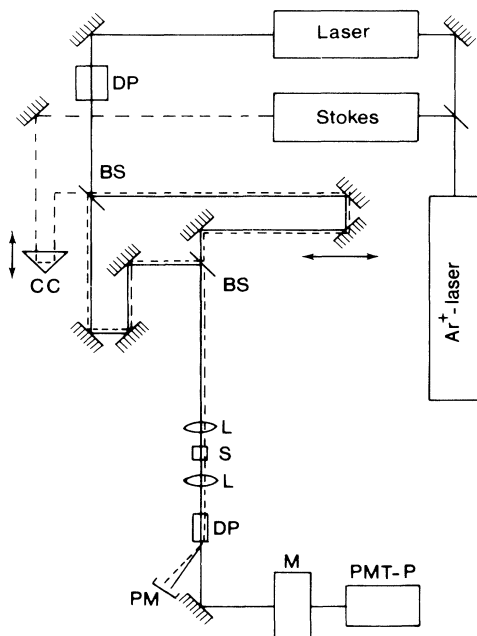 Laser
DP
Stokes
BS
CC
BS
Ar⁺-laser
L
S
L
DP
PM
M
PMT-P